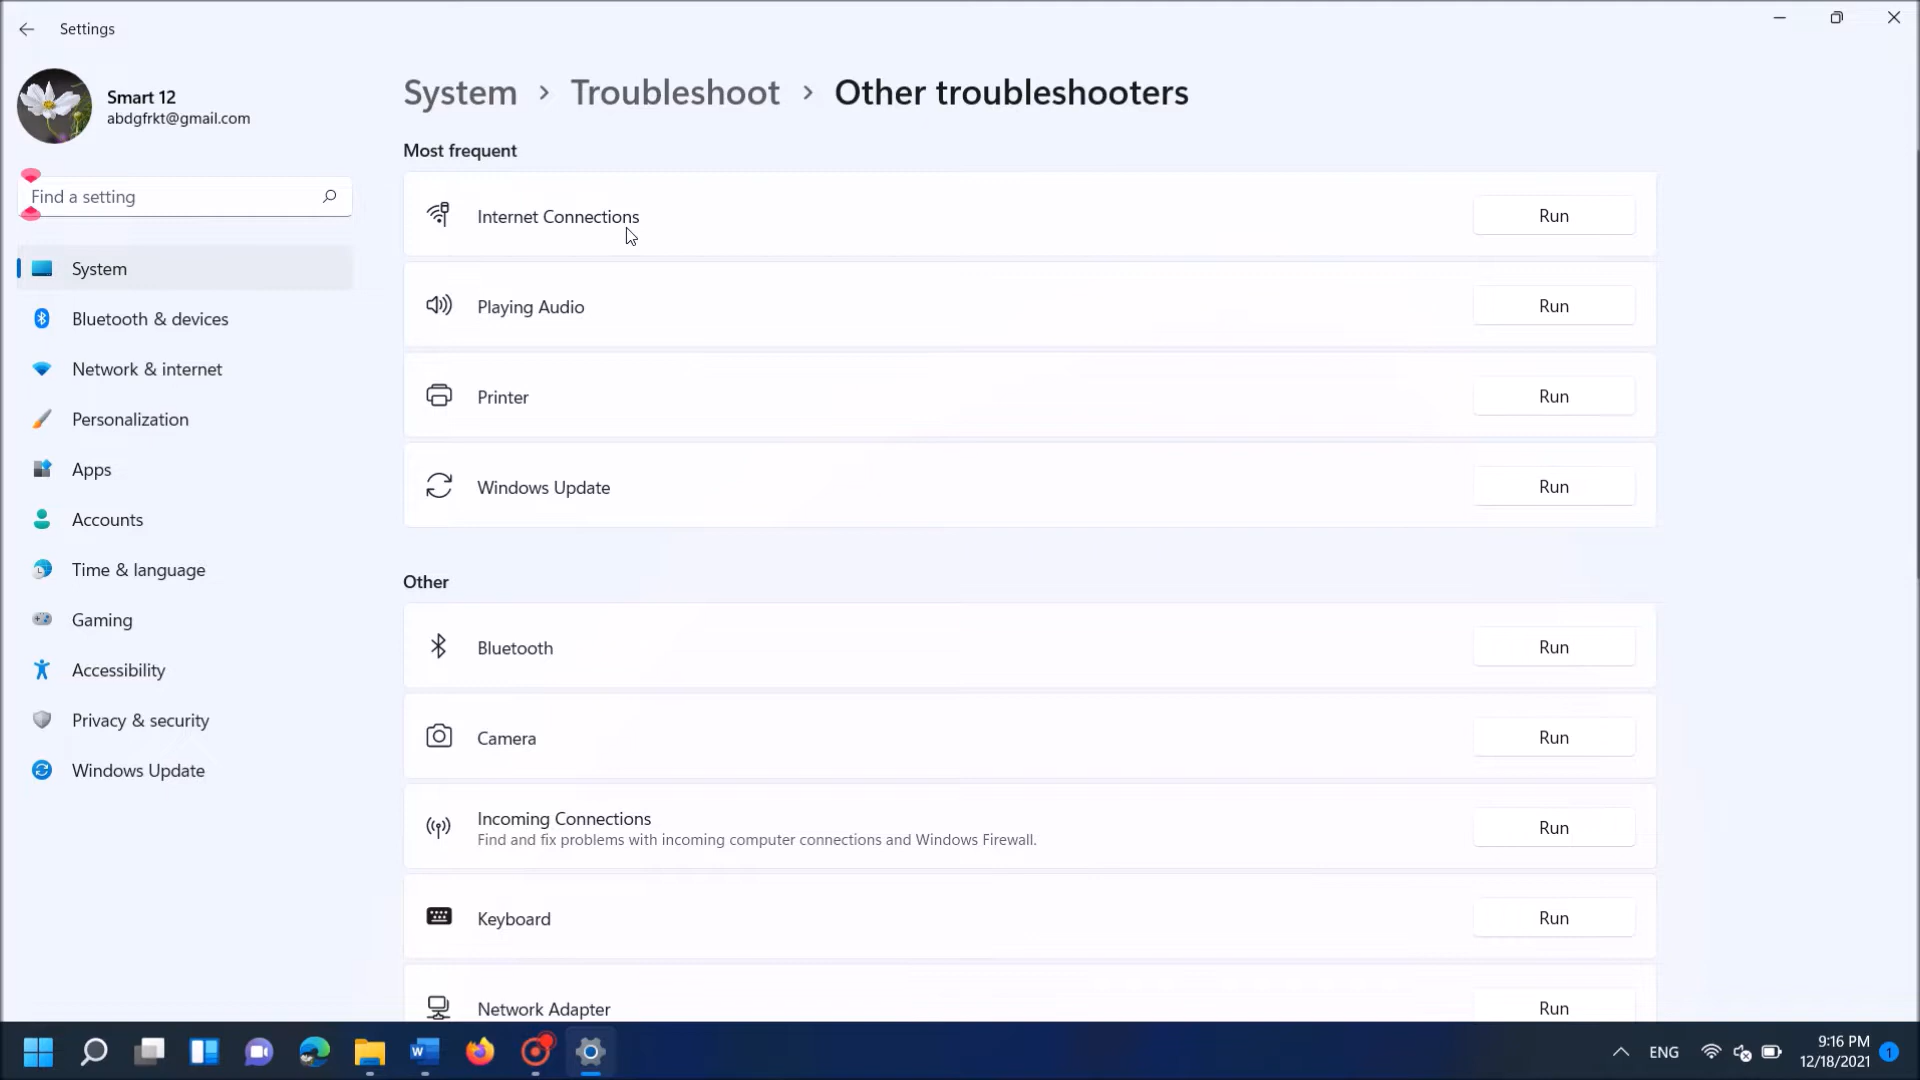 Settings
Smart 12
abdgfrkt@gmail.com
Find a setting
System
Bluetooth & devices
Network & internet
Personalization
Apps
Accounts
Time & language
Gaming
Accessibility
Privacy & security
Windows Update
System > Troubleshoot > Other troubleshooters
Most frequent
Internet Connections Run
Playing Audio Run
Printer Run
Windows Update Run
Other
Bluetooth Run
Camera Run
Incoming Connections
Find and fix problems with incoming computer connections and Windows Firewall.
Run
Keyboard Run
Network Adapter Run
W
ENG
9:16 PM
12/18/2021
1